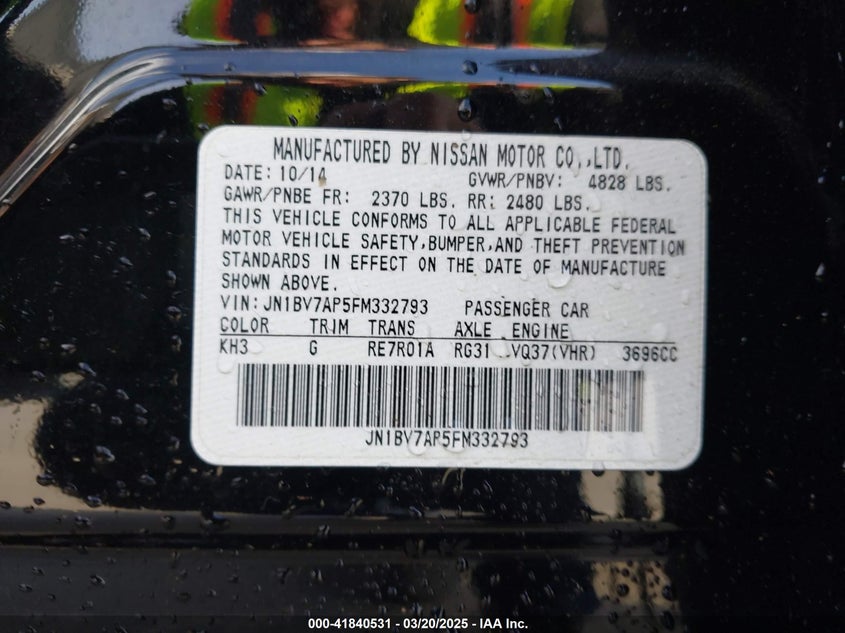 MANUFACTURED BY NISSAN MOTOR CO.,LTD.
DATE: 10/14 GVWR/PNBV: 4828 LBS.
GAWR/PNBE FR: 2370 LBS. RR: 2480 LBS.
THIS VEHICLE CONFORMS TO ALL APPLICABLE FEDERAL
MOTOR VEHICLE SAFETY,BUMPER,AND THEFT PREVENTION
STANDARDS IN EFFECT ON THE DATE OF MANUFACTURE
SHOWN ABOVE.
VIN:JN1BV7AP5FM332793 PASSENGER CAR
COLOR TRIM TRANS AXLE ENGINE
KH3 G RE7R01A RG31 VQ37(VHR) 3696CC
JN1BV7AP5FM332793
000-41840531 - 03/20/2025 - IAA Inc.